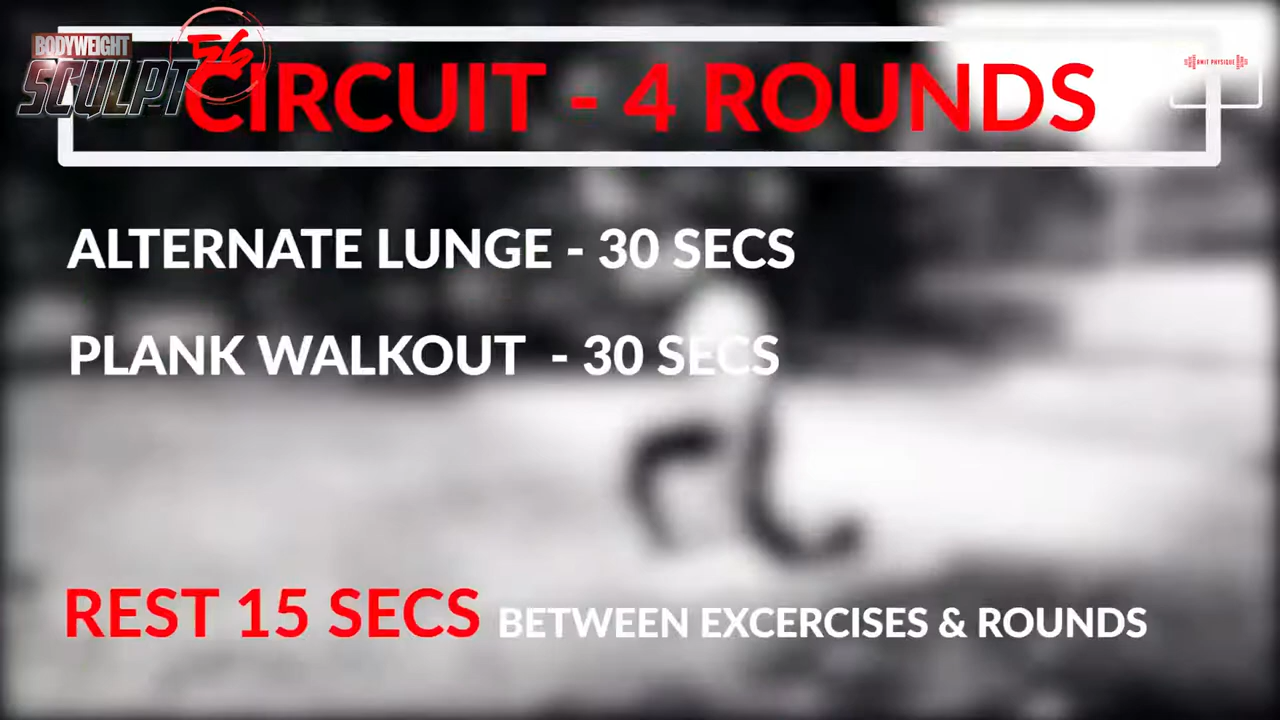 BODYWEIGHT
SCULPT 56
CIRCUIT - 4 ROUNDS
ALTERNATE LUNGE - 30 SECS
PLANK WALKOUT - 30 SECS
REST 15 SECS BETWEEN EXCERCISES & ROUNDS